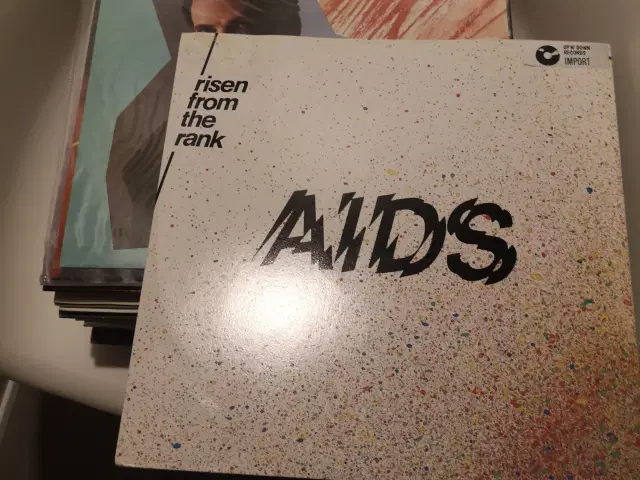 risen
from
the
rank
AIDS
UP'N' DOWN
RECORDS
IMPORT